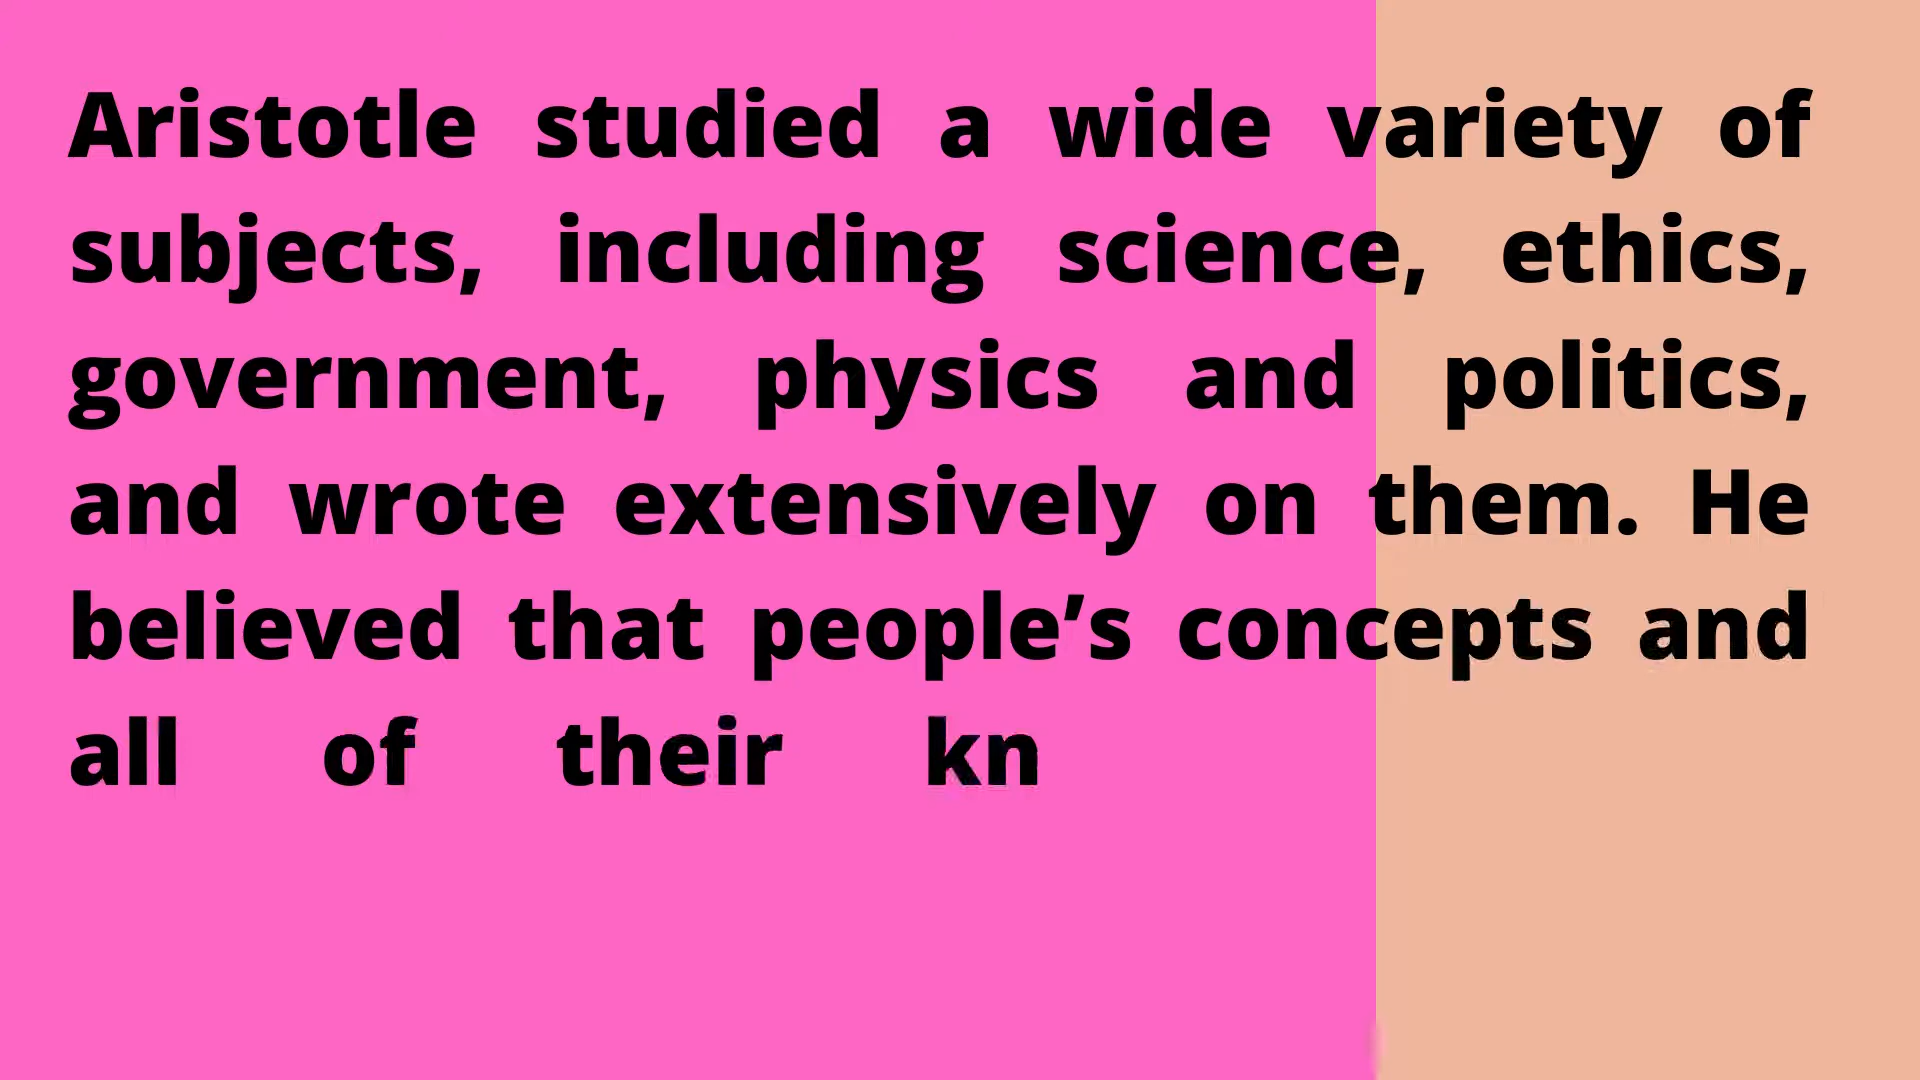 Aristotle studied a wide variety of
subjects, including science, ethics,
government, physics and politics,
and wrote extensively on them. He
believed that people’s concepts and
all of their kn